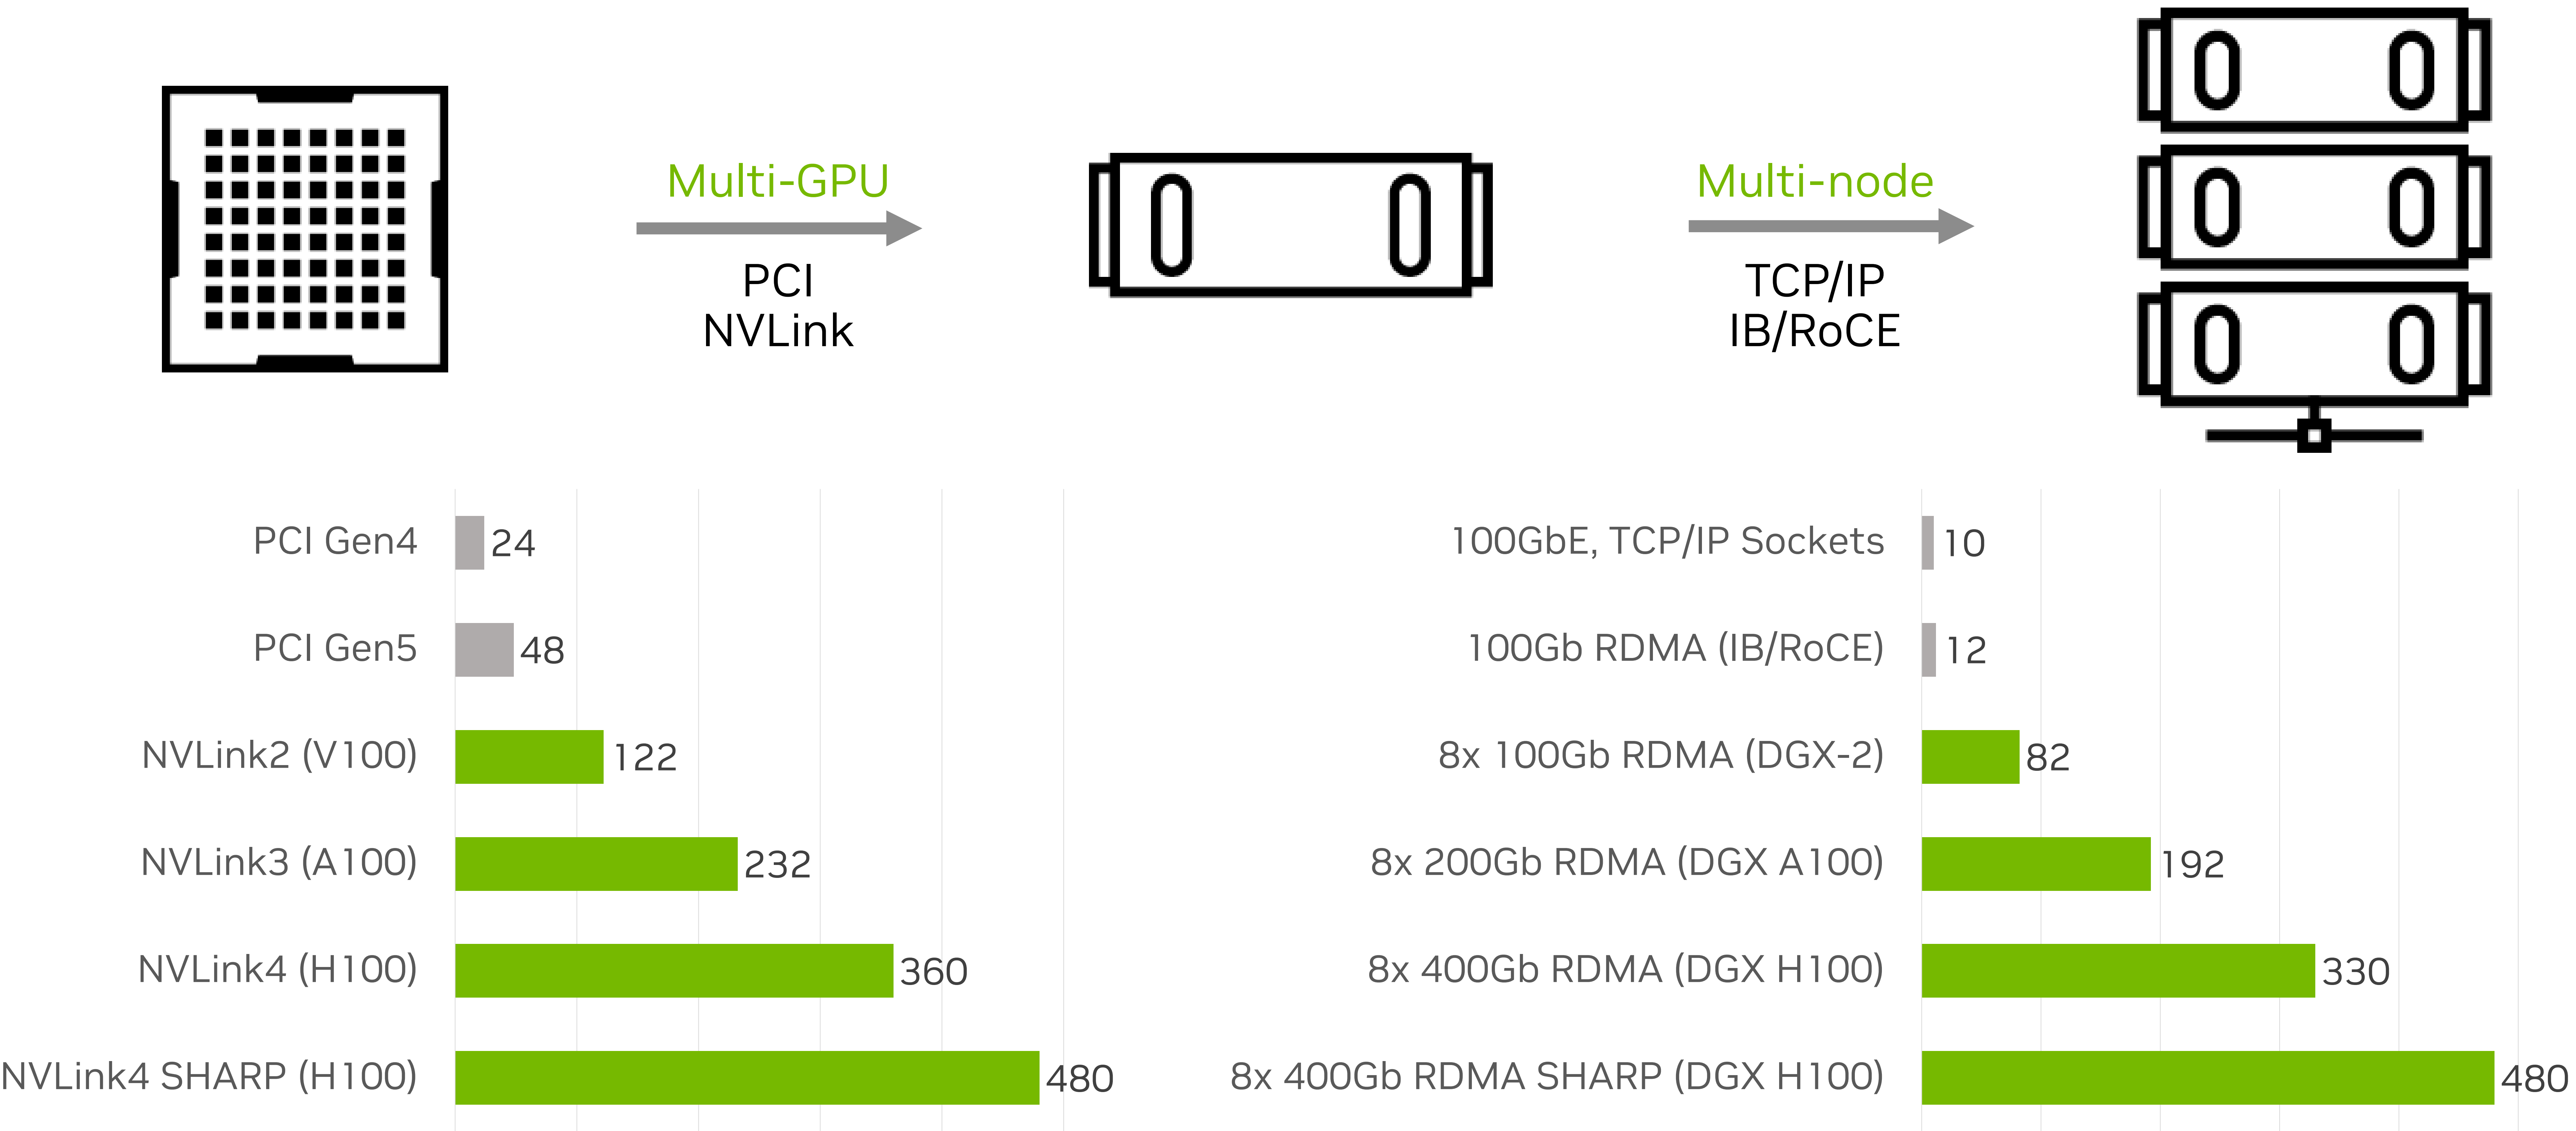 Multi-GPU
PCI
NVLink
Multi-node
TCP/IP
IB/RoCE
PCI Gen4 24
PCI Gen5 48
NVLink2 (V100) 122
NVLink3 (A100) 232
NVLink4 (H100) 360
NVLink4 SHARP (H100) 480
100GbE, TCP/IP Sockets 10
100Gb RDMA (IB/RoCE) 12
8x 100Gb RDMA (DGX-2) 82
8x 200Gb RDMA (DGX A100) 192
8x 400Gb RDMA (DGX H100) 330
8x 400Gb RDMA SHARP (DGX H100) 480